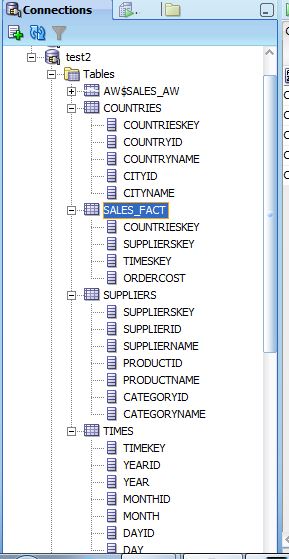 Connections
test2
Tables
AW$SALES_AW
COUNTRIES
COUNTRIESKEY
COUNTRYID
COUNTRYNAME
CITYID
CITYNAME
SALES_FACT
COUNTRIESKEY
SUPPLIERSKEY
TIMESKEY
ORDERCOST
SUPPLIERS
SUPPLIERSKEY
SUPPLIERID
SUPPLIERNAME
PRODUCTID
PRODUCTNAME
CATEGORYID
CATEGORYNAME
TIMES
TIMEKEY
YEARID
YEAR
MONTHID
MONTH
DAYID
DAY